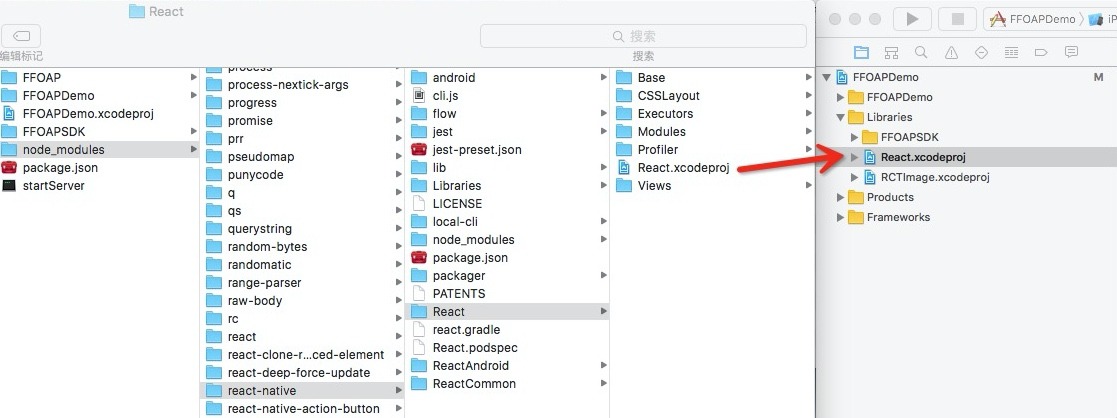 React
编辑标记
搜索
搜索
FFOAP
FFOAPDemo
FFOAPDemo.xcodeproj
FFOAPSDK
node_modules
package.json
startServer
process
process-nextick-args
progress
promise
prr
pseudomap
punycode
q
qs
querystring
random-bytes
randomatic
range-parser
raw-body
rc
react
react-clone-r...ced-element
react-deep-force-update
react-native
react-native-action-button
android
cli.js
flow
jest
jest-preset.json
lib
Libraries
LICENSE
local-cli
node_modules
package.json
packager
PATENTS
React
react.gradle
React.podspec
ReactAndroid
ReactCommon
Base
CSSLayout
Executors
Modules
Profiler
React.xcodeproj
Views
FFOAPDemo
iP
FFOAPDemo
M
FFOAPDemo
Libraries
FFOAPSDK
React.xcodeproj
RCTImage.xcodeproj
Products
Frameworks